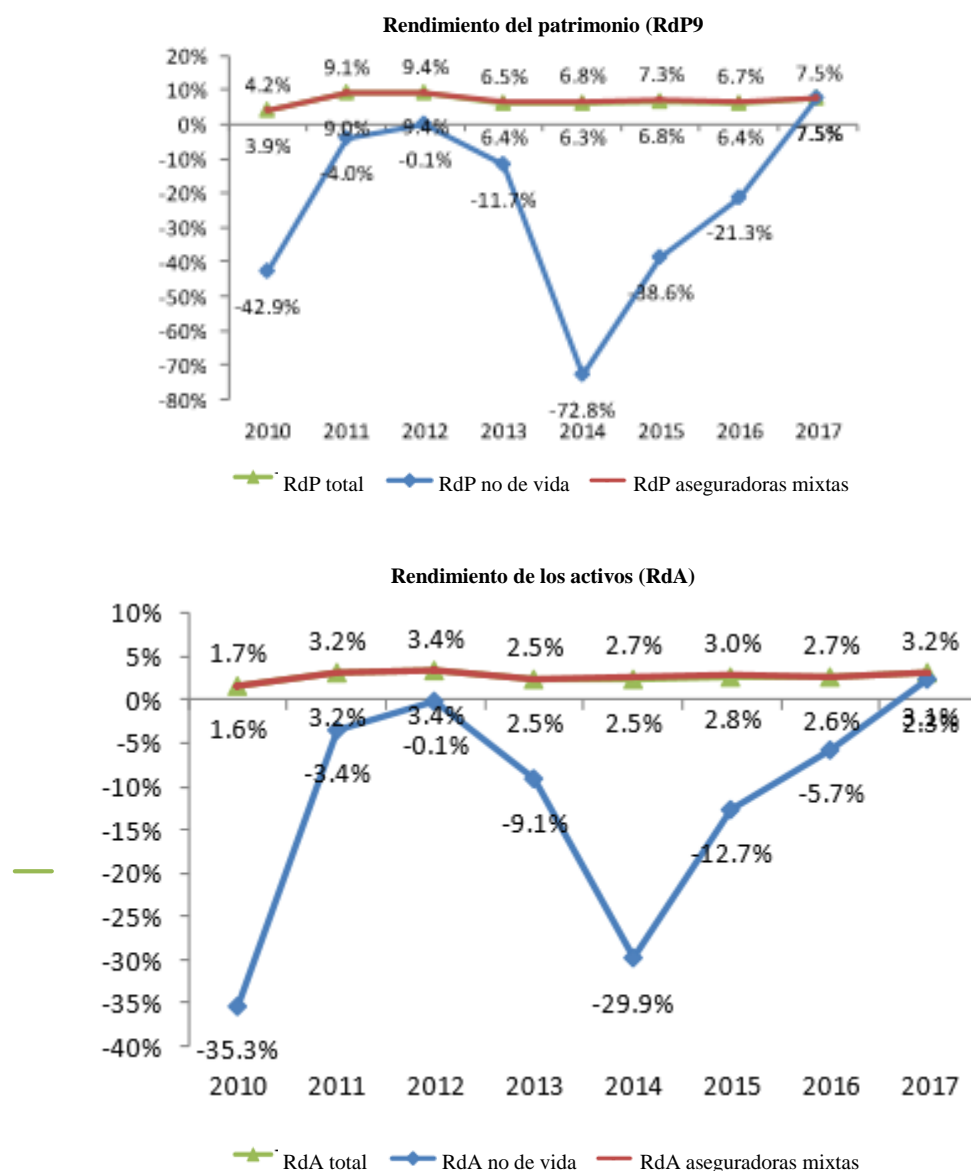 Rendimiento del patrimonio (RdP9
20%
10%
0%
-10%
-20%
-30%
-40%
-50%
-60%
-70%
-80%
4.2% 9.1% 9.4% 6.5% 6.8% 7.3% 6.7% 7.5%
3.9% 9.0% 9.4% 6.4% 6.3% 6.8% 6.4% 7.5%
-42.9% -4.0% -0.1% -11.7% -72.8% -38.6% -21.3% 7.5%
2010 2011 2012 2013 2014 2015 2016 2017
RdP total RdP no de vida RdP aseguradoras mixtas
Rendimiento de los activos (RdA)
10%
5%
0%
-5%
-10%
-15%
-20%
-25%
-30%
-35%
-40%
1.7% 3.2% 3.4% 2.5% 2.7% 3.0% 2.7% 3.2%
1.6% 3.2% 3.4% 2.5% 2.5% 2.8% 2.6% 3.1%
-35.3% -3.4% -0.1% -9.1% -29.9% -12.7% -5.7% 2.3%
2010 2011 2012 2013 2014 2015 2016 2017
RdA total RdA no de vida RdA aseguradoras mixtas